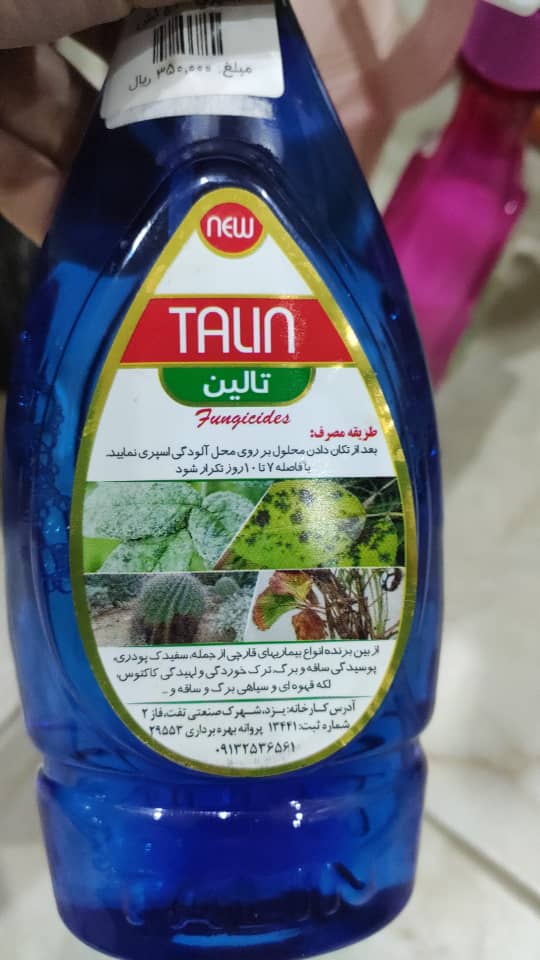 مبلغ: ۳۵۰,۰۰۰ ریال
NEW
TALIN
تالین
Fungicides
طریقه مصرف:
بعد از تکان دادن محلول بر روی محل آلودگی اسپری نمایید.
با فاصله ۷ تا ۱۰ روز تکرار شود
از بین برنده انواع بیماریهای قارچی از جمله، سفیدک پودری،
پوسیدگی ساقه و برگ، ترک خوردگی و لهیدگی کاکتوس،
لکه قهوه ای و سیاهی برگ و ساقه و ...
آدرس کارخانه: یزد، شهرک صنعتی تفت، فاز ۲
شماره ثبت: ۱۳۴۴۱ پروانه بهره برداری ۲۹۵۵۳
۰۹۱۳۲۵۳۶۵۶۱